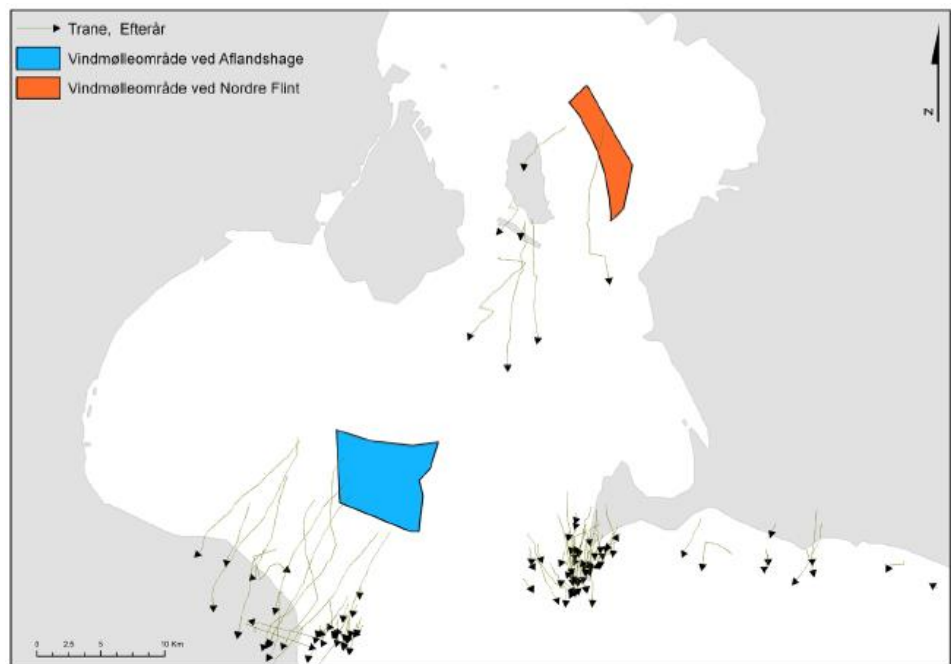 Trane, Efterår
Vindmølleområde ved Aflandshage
Vindmølleområde ved Nordre Flint
N
0 2,5 5 10 Km